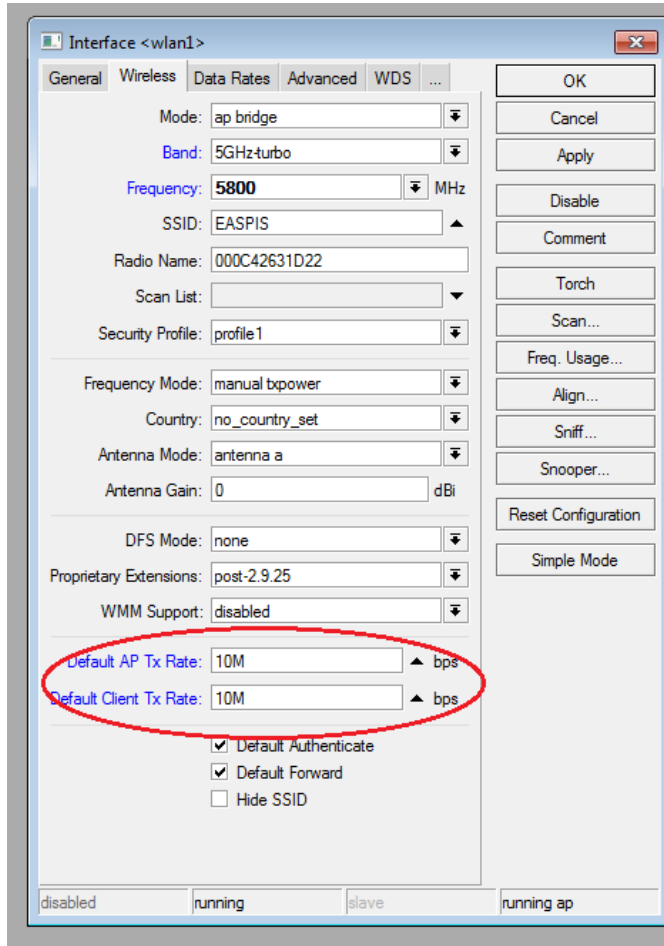 Interface <wlan1>
General Wireless Data Rates Advanced WDS ...
Mode: ap bridge
Band: 5GHz-turbo
Frequency: 5800 MHz
SSID: EASPIS
Radio Name: 000C42631D22
Scan List:
Security Profile: profile1
Frequency Mode: manual txpower
Country: no_country_set
Antenna Mode: antenna a
Antenna Gain: 0 dBi
DFS Mode: none
Proprietary Extensions: post-2.9.25
WMM Support: disabled
Default AP Tx Rate: 10M bps
Default Client Tx Rate: 10M bps
Default Authenticate
Default Forward
Hide SSID
OK
Cancel
Apply
Disable
Comment
Torch
Scan...
Freq. Usage...
Align...
Sniff...
Snooper...
Reset Configuration
Simple Mode
disabled running slave running ap